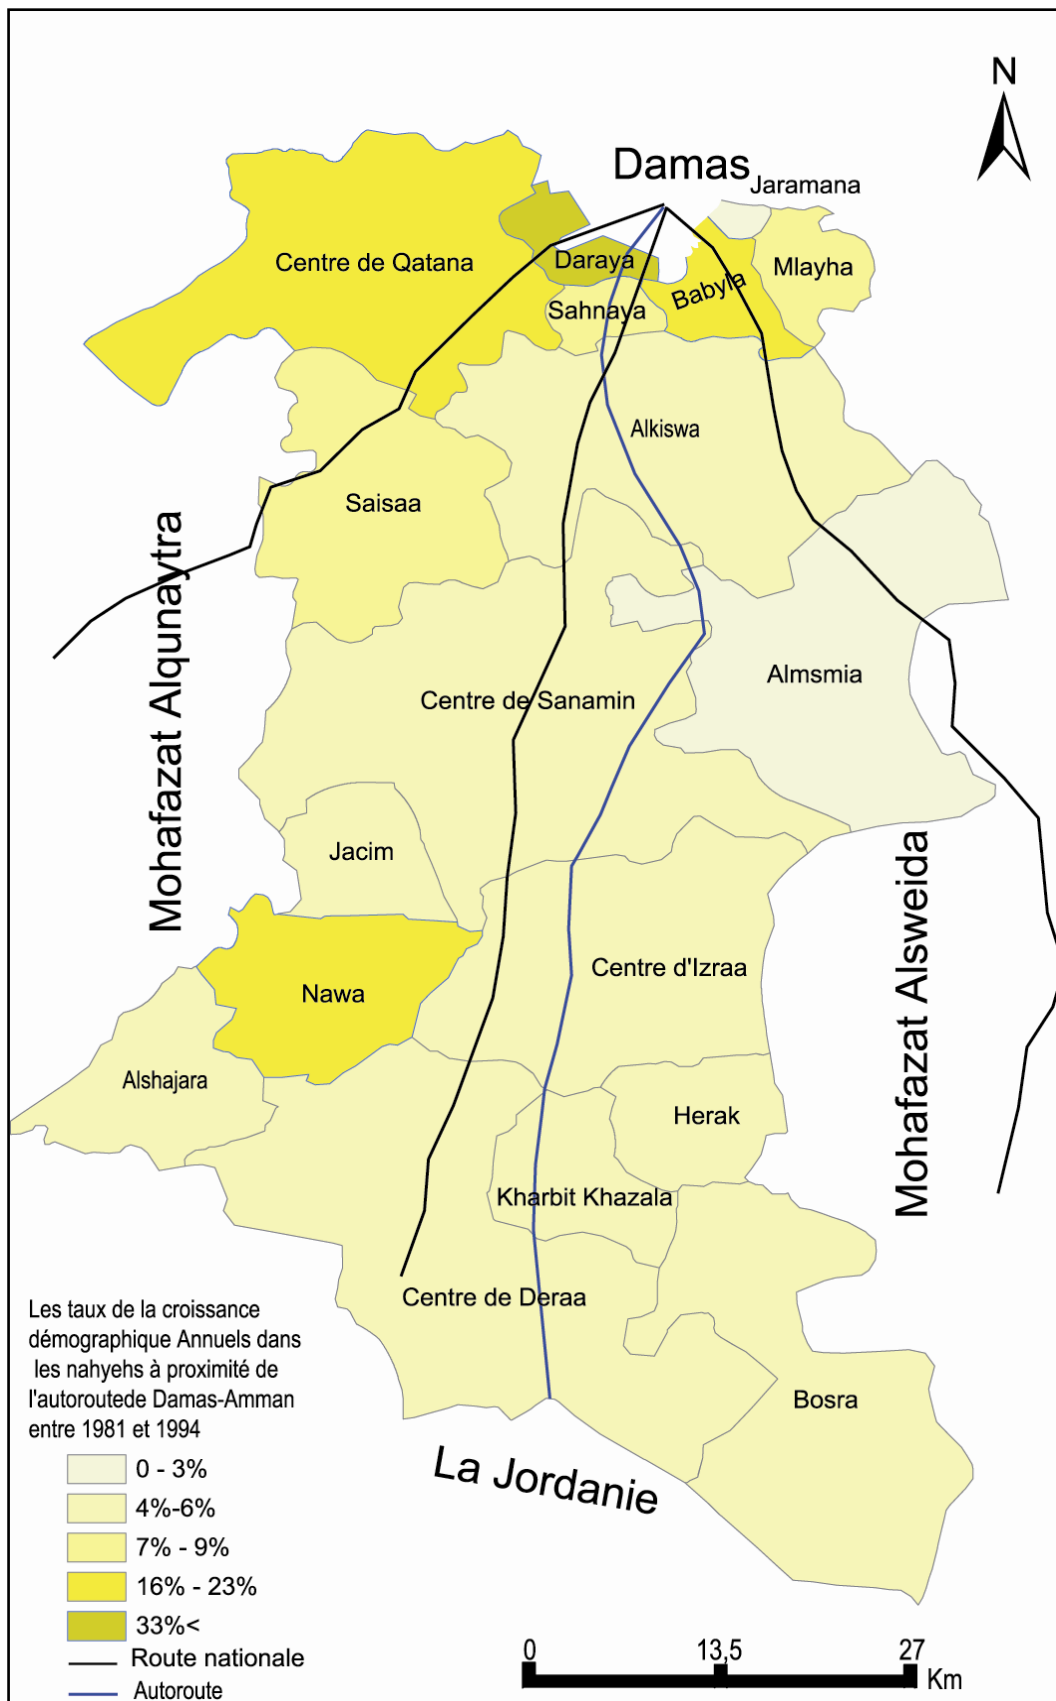 N
Damas
Jaramana
Centre de Qatana
Daraya
Mlayha
Babyla
Sahnaya
Alkiswa
Saisaa
Mohafazat Alqunaytra
Almsmia
Centre de Sanamin
Jacim
Mohafazat Alsweida
Centre d'Izraa
Nawa
Alshajara
Herak
Kharbit Khazala
Centre de Deraa
Bosra
La Jordanie
Les taux de la croissance
démographique Annuels dans
les nahyehs à proximité de
l'autoroutede Damas-Amman
entre 1981 et 1994
0 - 3%
4%-6%
7% - 9%
16% - 23%
33%<
Route nationale
Autoroute
0 13,5 27
Km